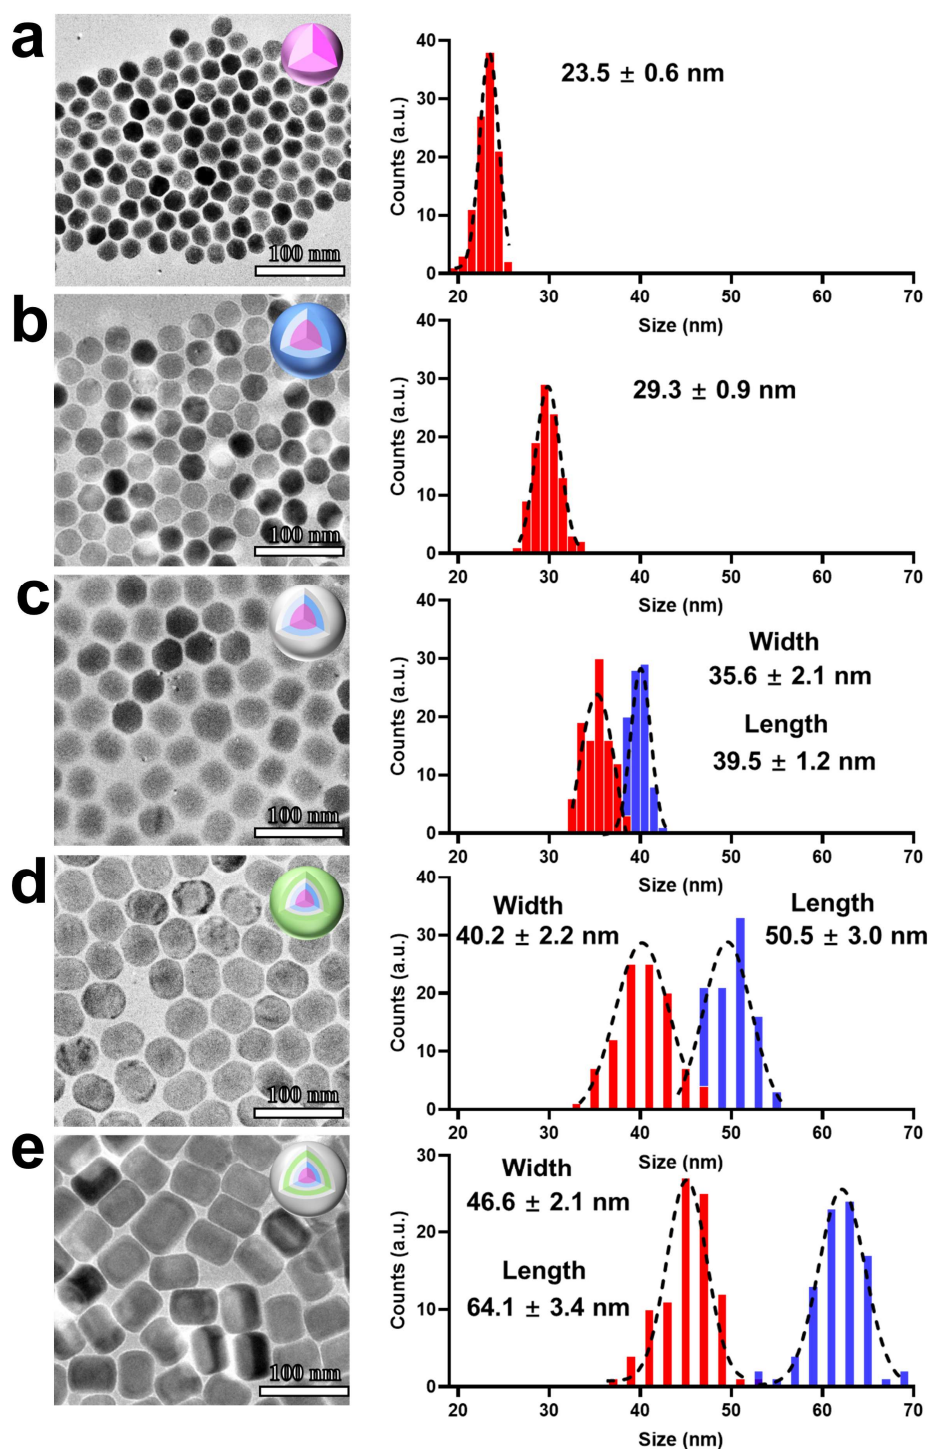 a
100 nm
40
30
20
10
0
Counts (a.u.)
23.5 ± 0.6 nm
20 30 40 50 60 70
Size (nm)
b
100 nm
40
30
20
10
0
Counts (a.u.)
29.3 ± 0.9 nm
20 30 40 50 60 70
Size (nm)
c
100 nm
40
30
20
10
0
Counts (a.u.)
Width
35.6 ± 2.1 nm
Length
39.5 ± 1.2 nm
20 30 40 50 60 70
Size (nm)
d
100 nm
40
30
20
10
0
Counts (a.u.)
Width
40.2 ± 2.2 nm
Length
50.5 ± 3.0 nm
20 30 40 50 60 70
Size (nm)
e
100 nm
30
20
10
0
Counts (a.u.)
Width
46.6 ± 2.1 nm
Length
64.1 ± 3.4 nm
20 30 40 50 60 70
Size (nm)